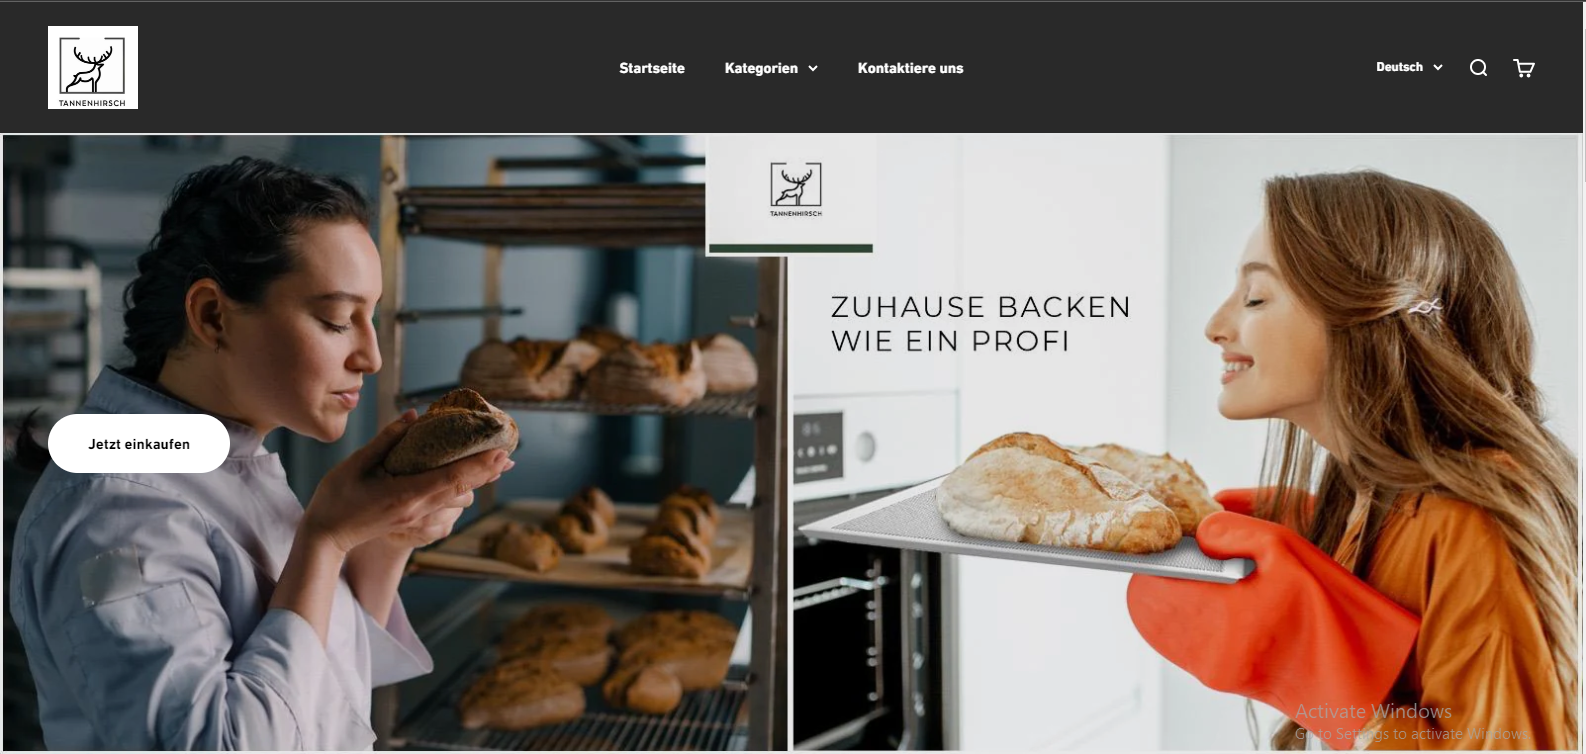 TANNENHIRSCH
Startseite
Kategorien
Kontaktiere uns
Deutsch
TANNENHIRSCH
ZUHAUSE BACKEN
WIE EIN PROFI
Jetzt einkaufen
Activate Windows
Go to Settings to activate Windows.